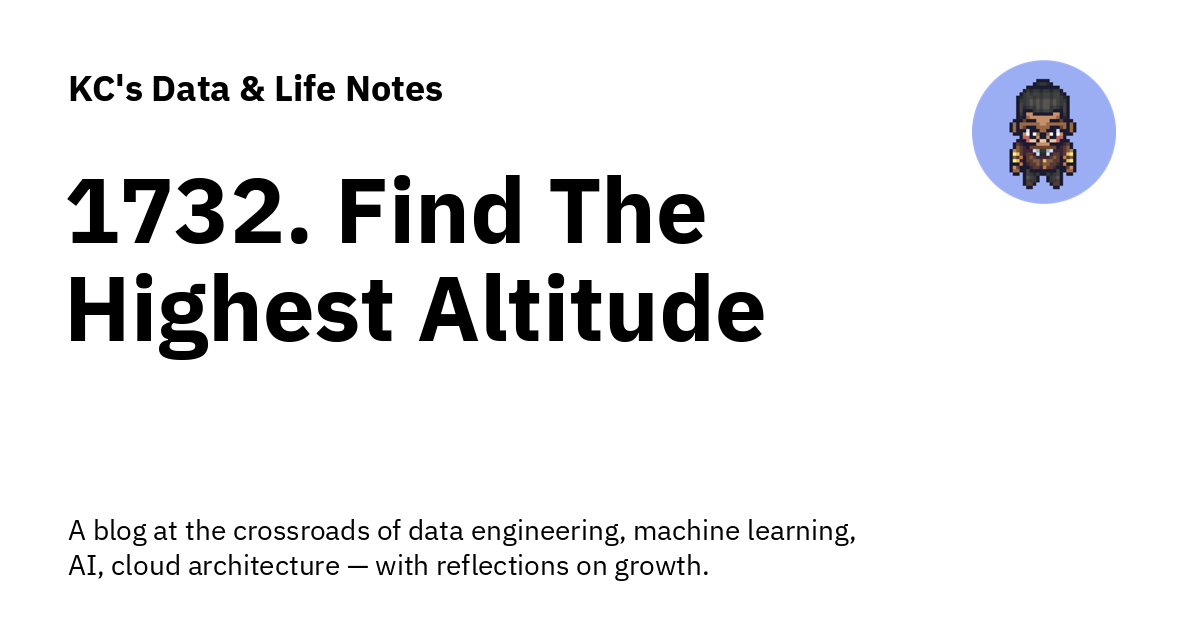 KC's Data & Life Notes
1732. Find The
Highest Altitude
A blog at the crossroads of data engineering, machine learning,
AI, cloud architecture — with reflections on growth.